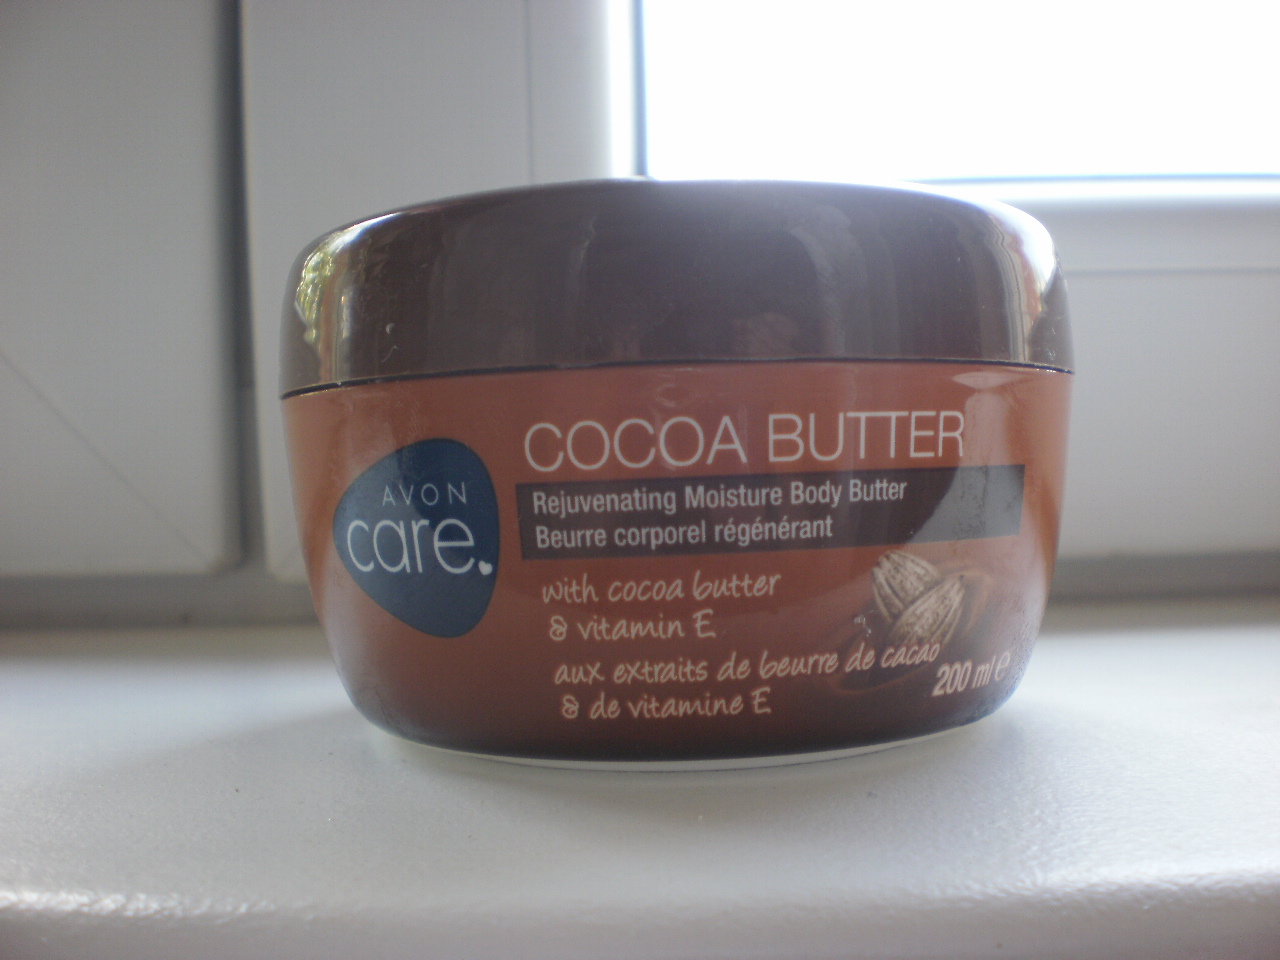 AVON
care
COCOA BUTTER
Rejuvenating Moisture Body Butter
Beurre corporel régénérant
with cocoa butter
& vitamin E
aux extraits de beurre de cacao
& de vitamine E
200 ml e